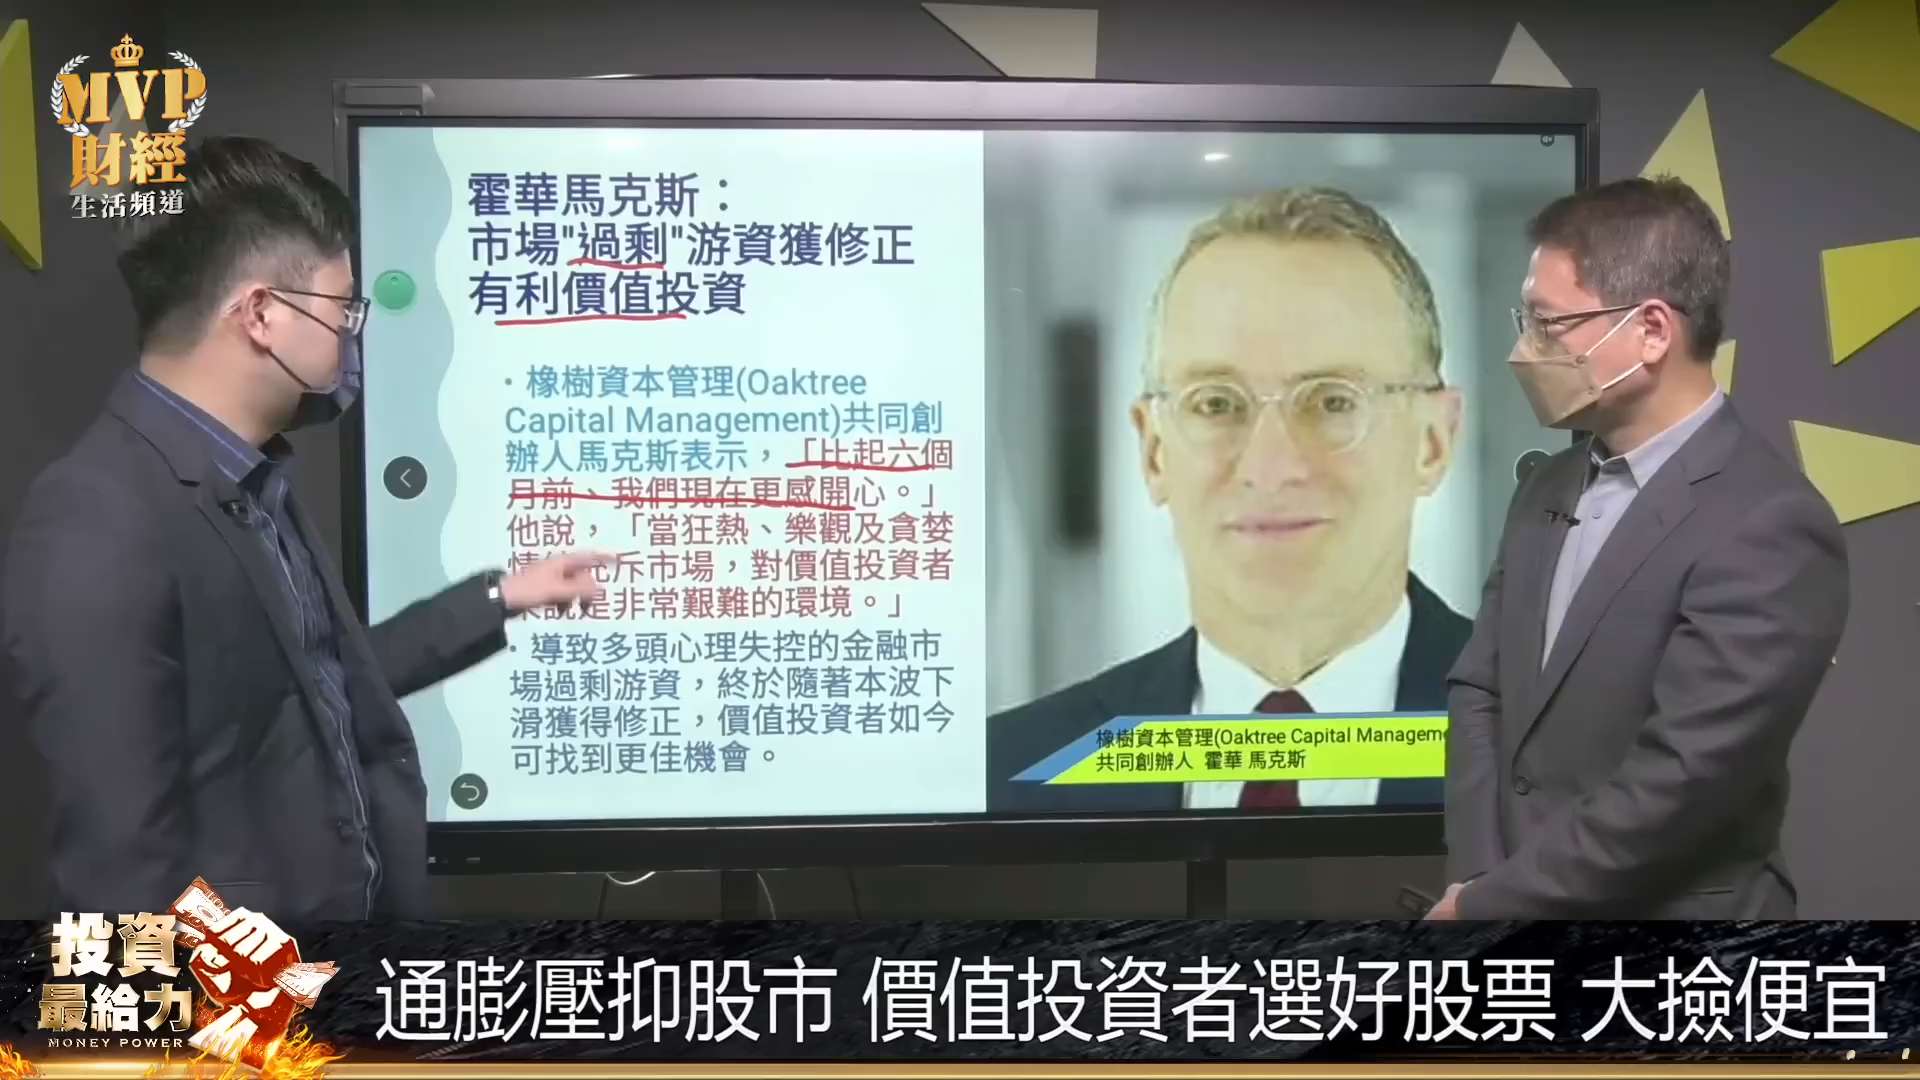 MVP
財經
生活頻道
霍華馬克斯：
市場"過剩"游資獲修正
有利價值投資
·橡樹資本管理(Oaktree
Capital Management)共同創
辦人馬克斯表示，「比起六個
月前、我們現在更感開心。」
他說，「當狂熱、樂觀及貪婪
充斥市場，對價值投資者
來說是非常艱難的環境。」
·導致多頭心理失控的金融市
場過剩游資，終於隨著本波下
滑獲得修正，價值投資者如今
可找到更佳機會。
橡樹資本管理(Oaktree Capital Managem
共同創辦人 霍華 馬克斯
投資
最給力
MONEY POWER
通膨壓抑股市 價值投資者選好股票 大撿便宜